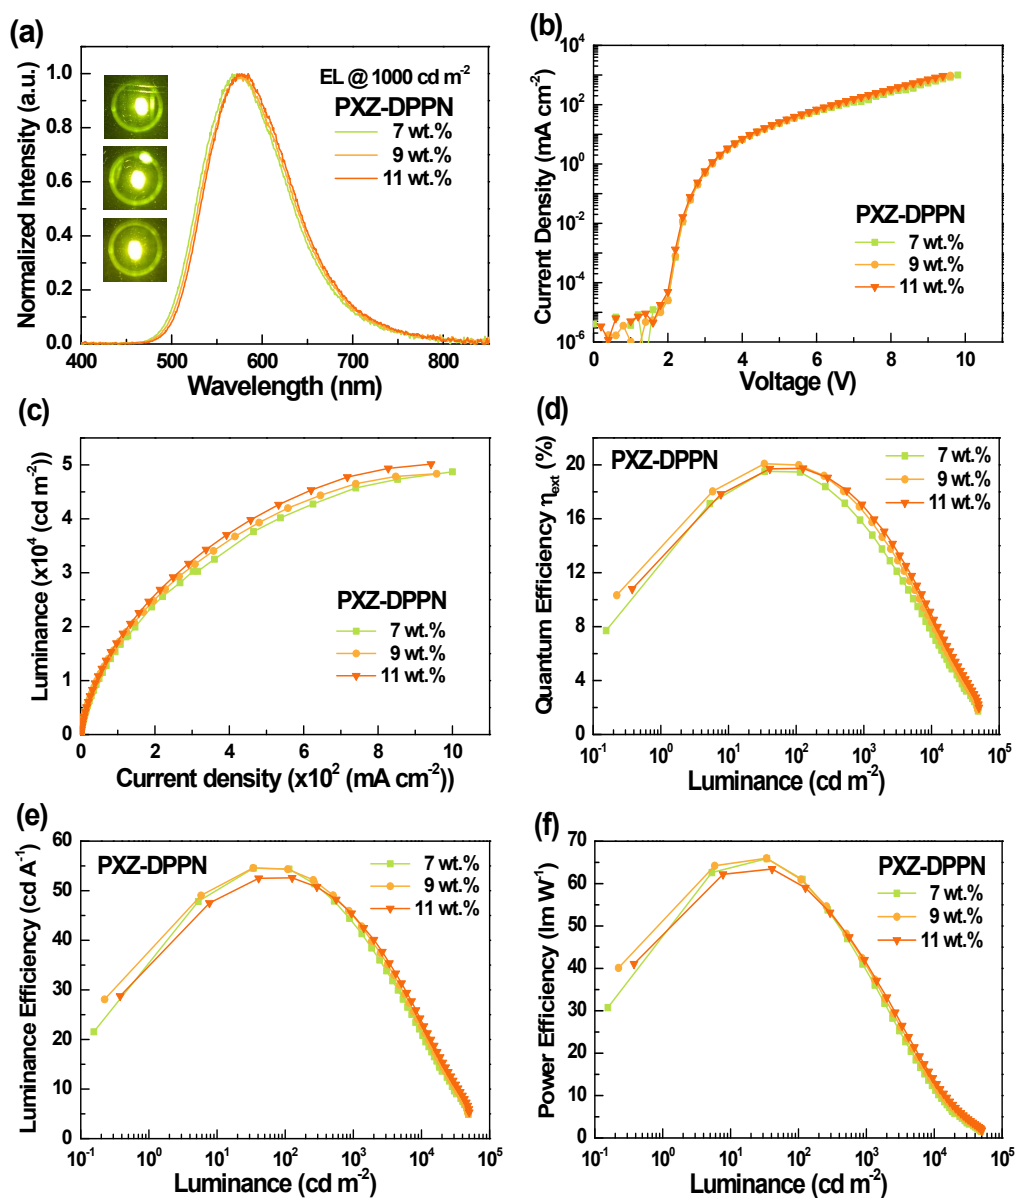 (a)
EL @ 1000 cd m⁻²
PXZ-DPPN
7 wt.%
9 wt.%
11 wt.%
1.0
0.8
0.6
0.4
0.2
0.0
Normalized Intensity (a.u.)
400 500 600 700 800
Wavelength (nm)
(b)
10⁴
10²
10⁰
10⁻²
10⁻⁴
10⁻⁶
Current Density (mA cm⁻²)
PXZ-DPPN
7 wt.%
9 wt.%
11 wt.%
0 2 4 6 8 10
Voltage (V)
(c)
5
4
3
2
1
0
Luminance (x10⁴ (cd m⁻²))
PXZ-DPPN
7 wt.%
9 wt.%
11 wt.%
0 2 4 6 8 10
Current density (x10² (mA cm⁻²))
(d)
PXZ-DPPN
7 wt.%
9 wt.%
11 wt.%
20
16
12
8
4
0
Quantum Efficiency ηext (%)
10⁻¹ 10⁰ 10¹ 10² 10³ 10⁴ 10⁵
Luminance (cd m⁻²)
(e)
PXZ-DPPN
7 wt.%
9 wt.%
11 wt.%
60
50
40
30
20
10
0
Luminance Efficiency (cd A⁻¹)
10⁻¹ 10⁰ 10¹ 10² 10³ 10⁴ 10⁵
Luminance (cd m⁻²)
(f)
PXZ-DPPN
7 wt.%
9 wt.%
11 wt.%
70
60
50
40
30
20
10
0
Power Efficiency (lm W⁻¹)
10⁻¹ 10⁰ 10¹ 10² 10³ 10⁴ 10⁵
Luminance (cd m⁻²)